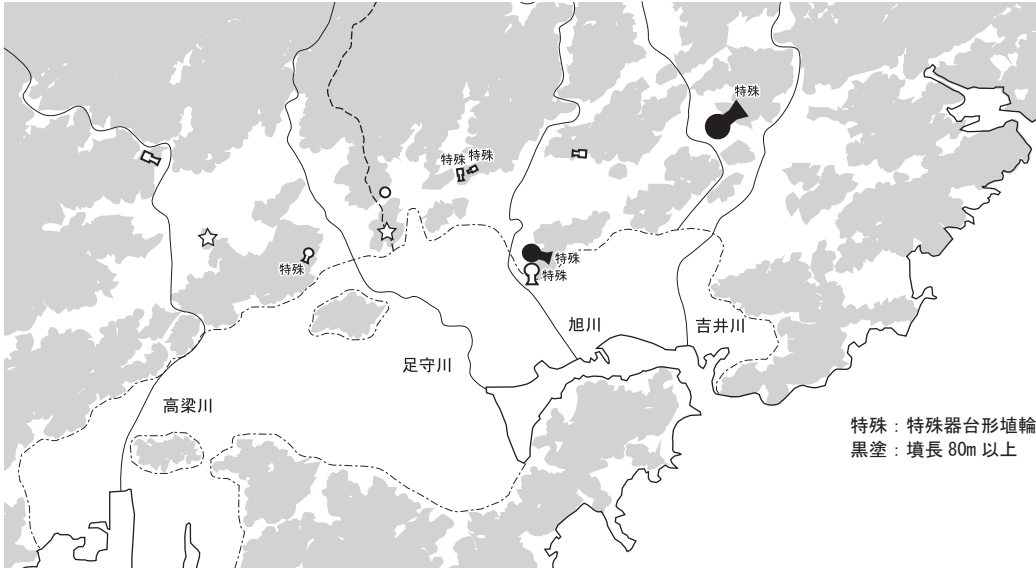 特殊
特殊 特殊
特殊
特殊
特殊
旭川
吉井川
足守川
高梁川
特殊：特殊器台形埴輪
黒塗：墳長 80m 以上